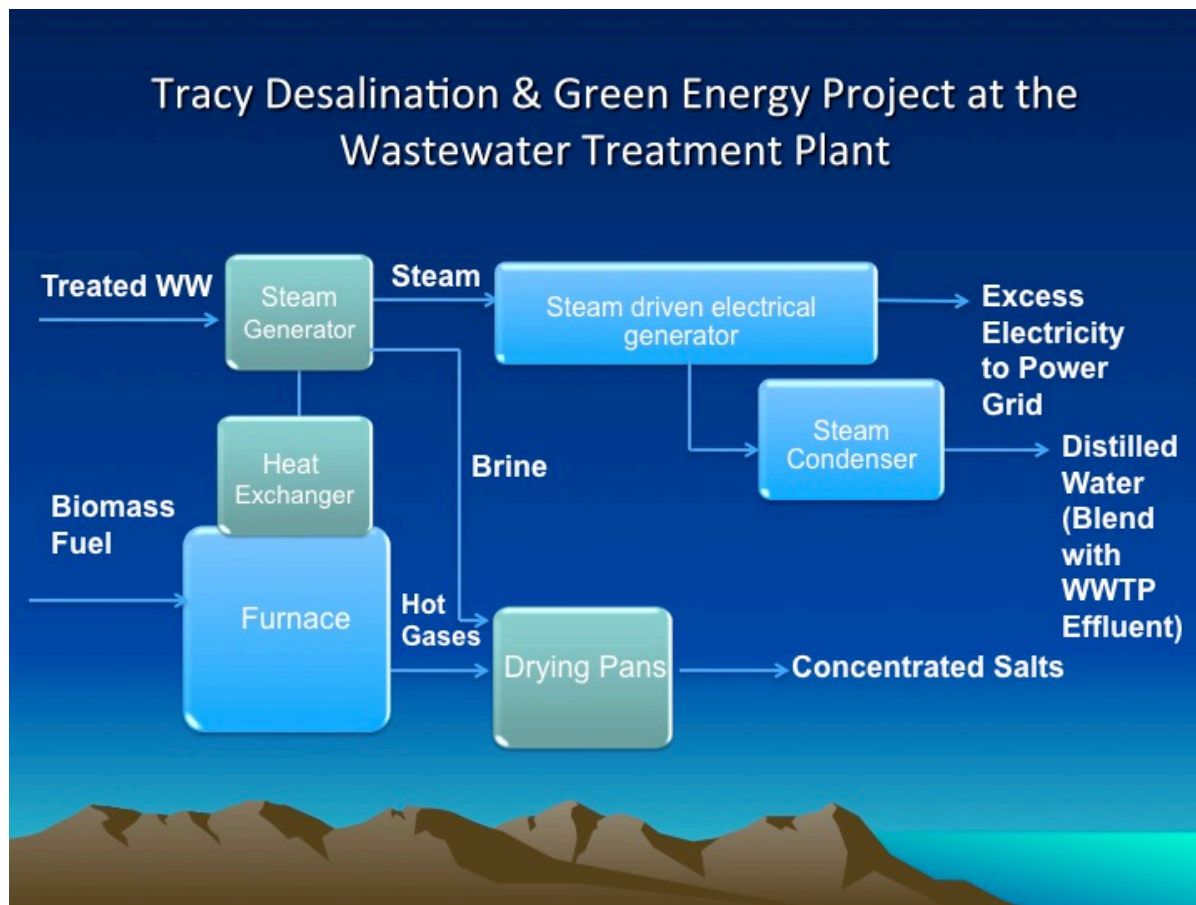 Tracy Desalination & Green Energy Project at the
Wastewater Treatment Plant
Treated WW
Steam
Generator
Steam
Steam driven electrical
generator
Excess
Electricity
to Power
Grid
Heat
Exchanger
Brine
Steam
Condenser
Distilled
Water
(Blend
with
WWTP
Effluent)
Biomass
Fuel
Furnace
Hot
Gases
Drying Pans
Concentrated Salts